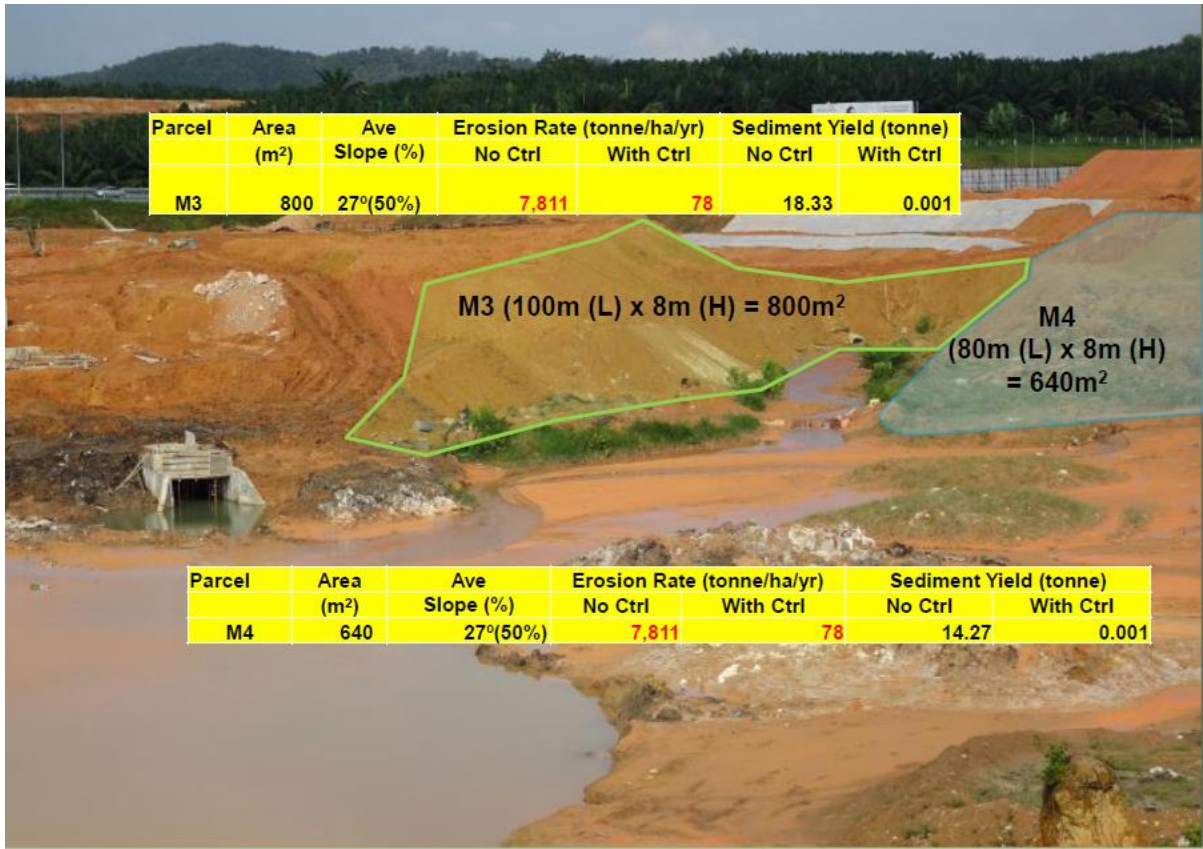 Parcel Area Ave Erosion Rate (tonne/ha/yr) Sediment Yield (tonne)
(m²) Slope (%) No Ctrl With Ctrl No Ctrl With Ctrl
M3 800 27º(50%) 7,811 78 18.33 0.001
M3 (100m (L) x 8m (H) = 800m²
M4
(80m (L) x 8m (H)
= 640m²
Parcel Area Ave Erosion Rate (tonne/ha/yr) Sediment Yield (tonne)
(m²) Slope (%) No Ctrl With Ctrl No Ctrl With Ctrl
M4 640 27º(50%) 7,811 78 14.27 0.001